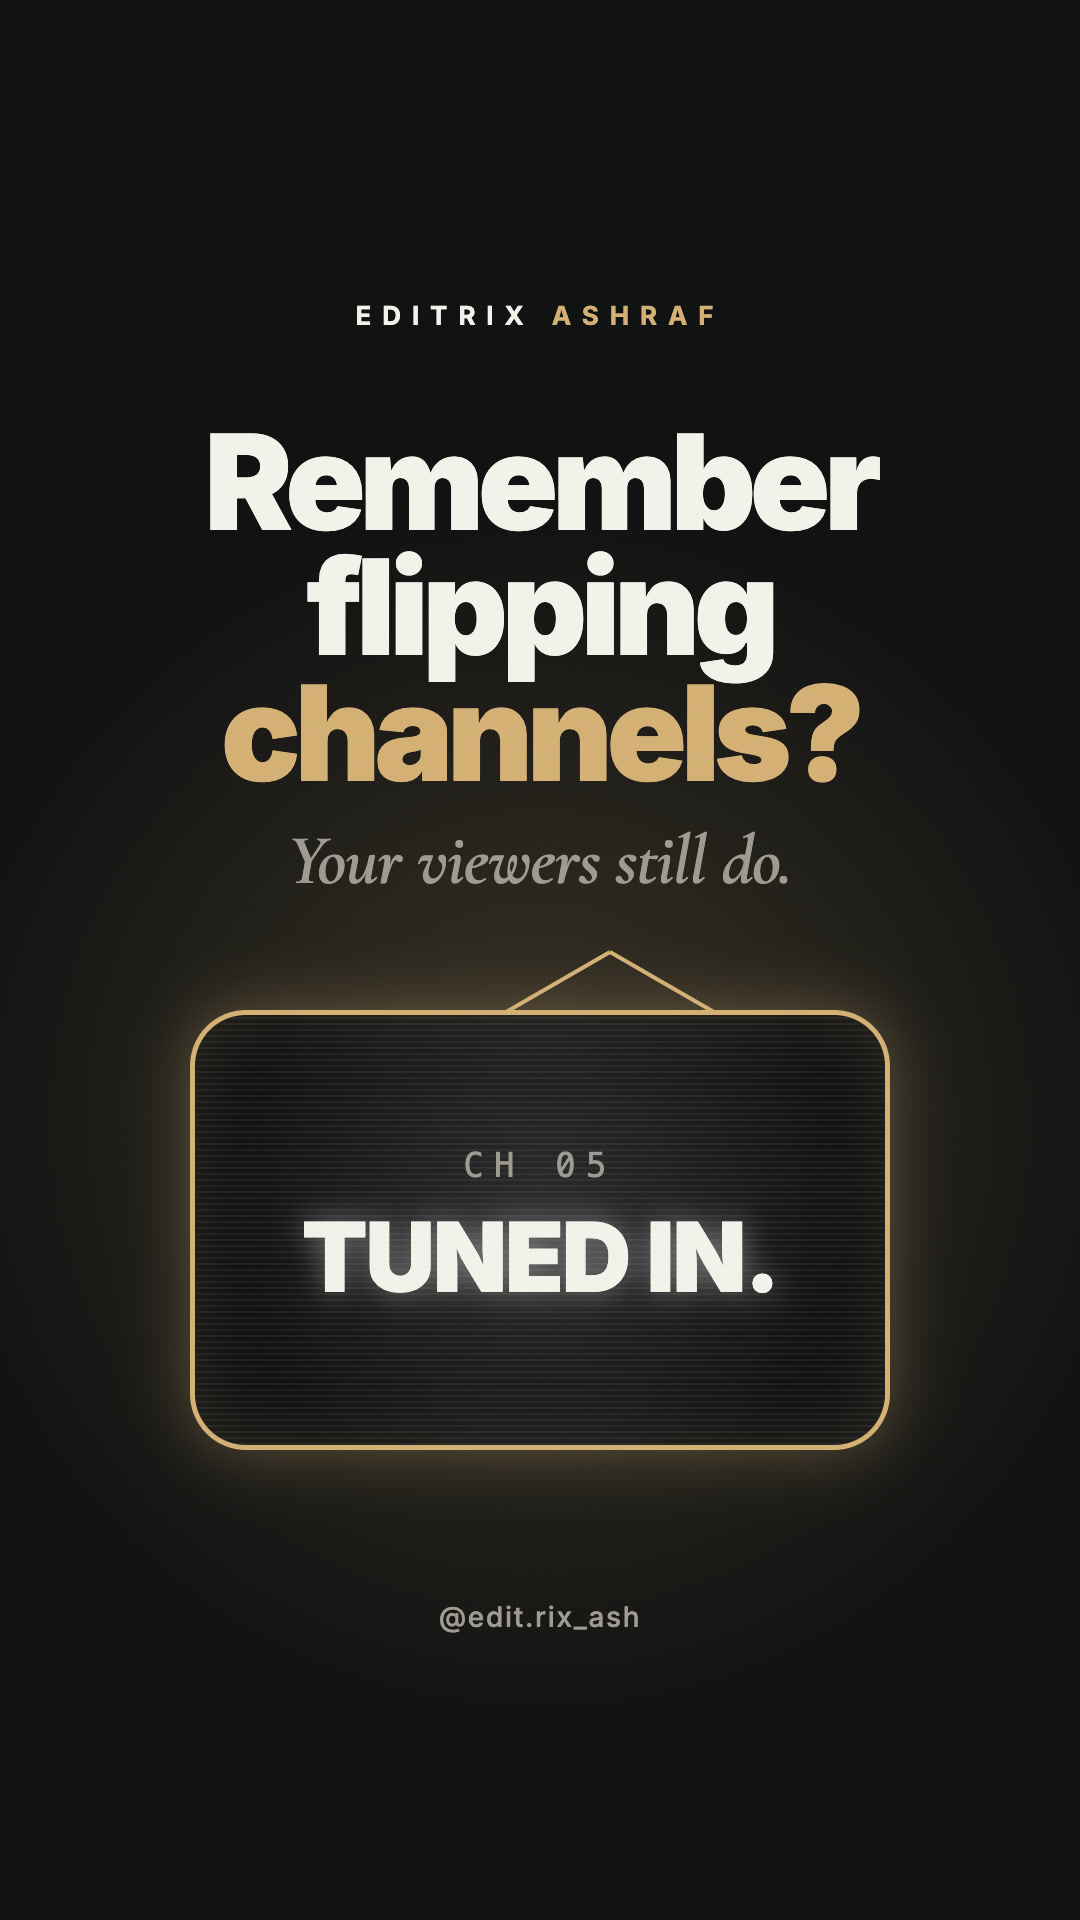 EDITRIX ASHRAF
Remember
flipping
channels?
Your viewers still do.
CH 05
TUNED IN.
@edit.rix_ash